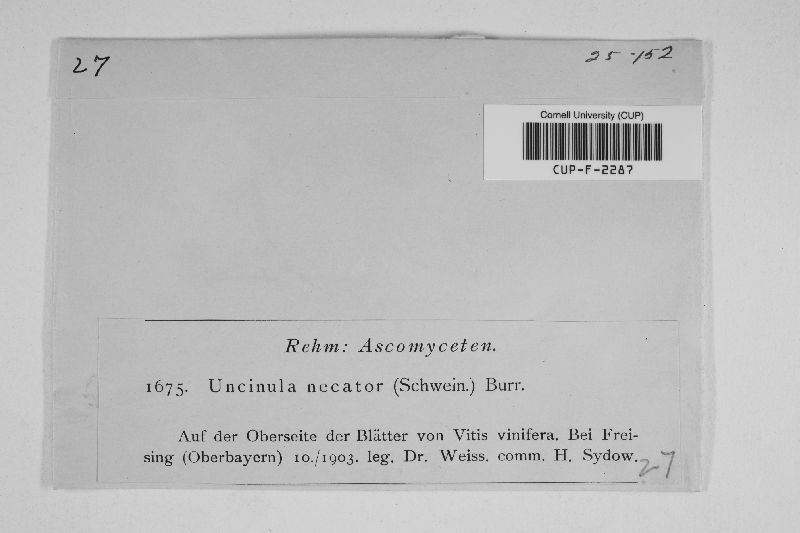 27
25-152
Cornell University (CUP)
CUP-F-2287
Rehm: Ascomyceten.
1675. Uncinula necator (Schwein.) Burr.
Auf der Oberseite der Blätter von Vitis vinifera. Bei Frei-
sing (Oberbayern) 10./1903. leg. Dr. Weiss. comm. H. Sydow.
27